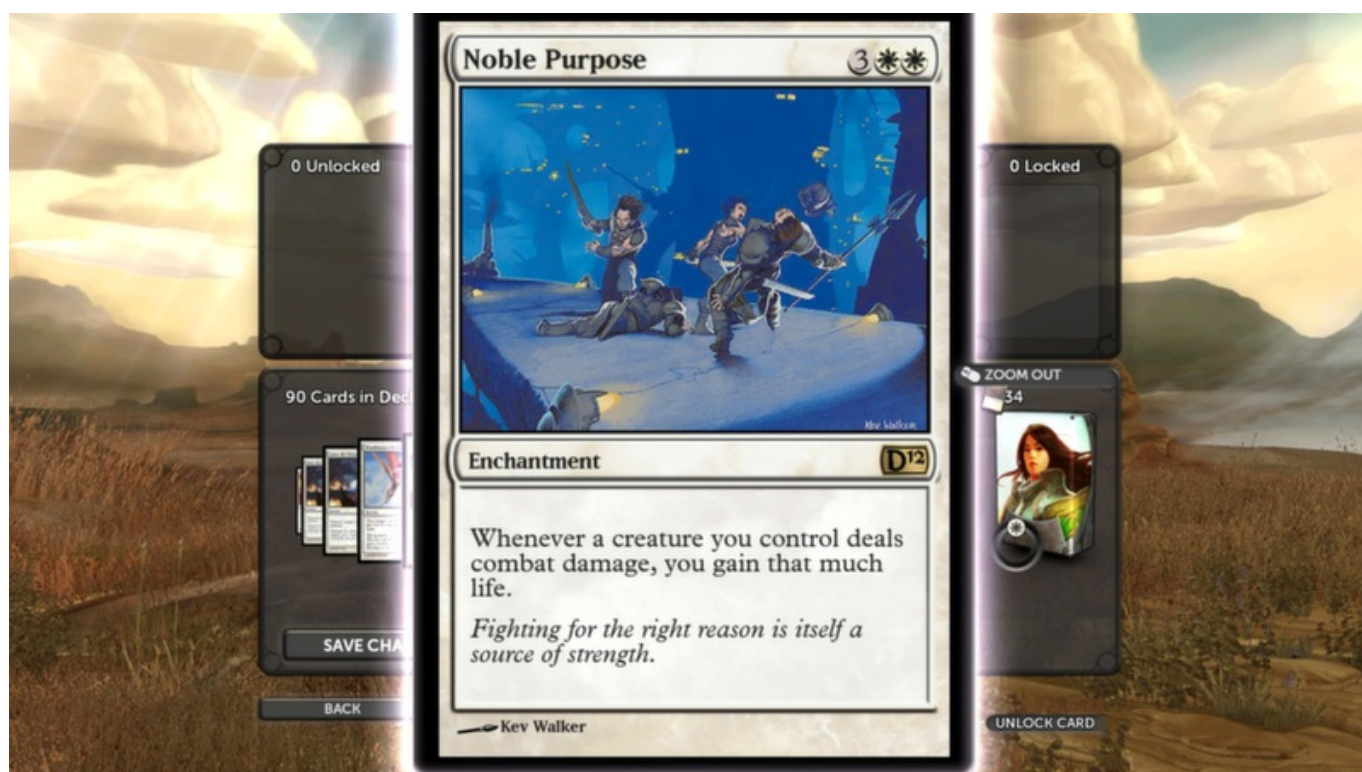 Noble Purpose 3
0 Unlocked
0 Locked
Kev Walker
ZOOM OUT
90 Cards in Dec
34
Enchantment D12
Whenever a creature you control deals
combat damage, you gain that much
life.
Fighting for the right reason is itself a
source of strength.
SAVE CHA
BACK
Kev Walker
UNLOCK CARD